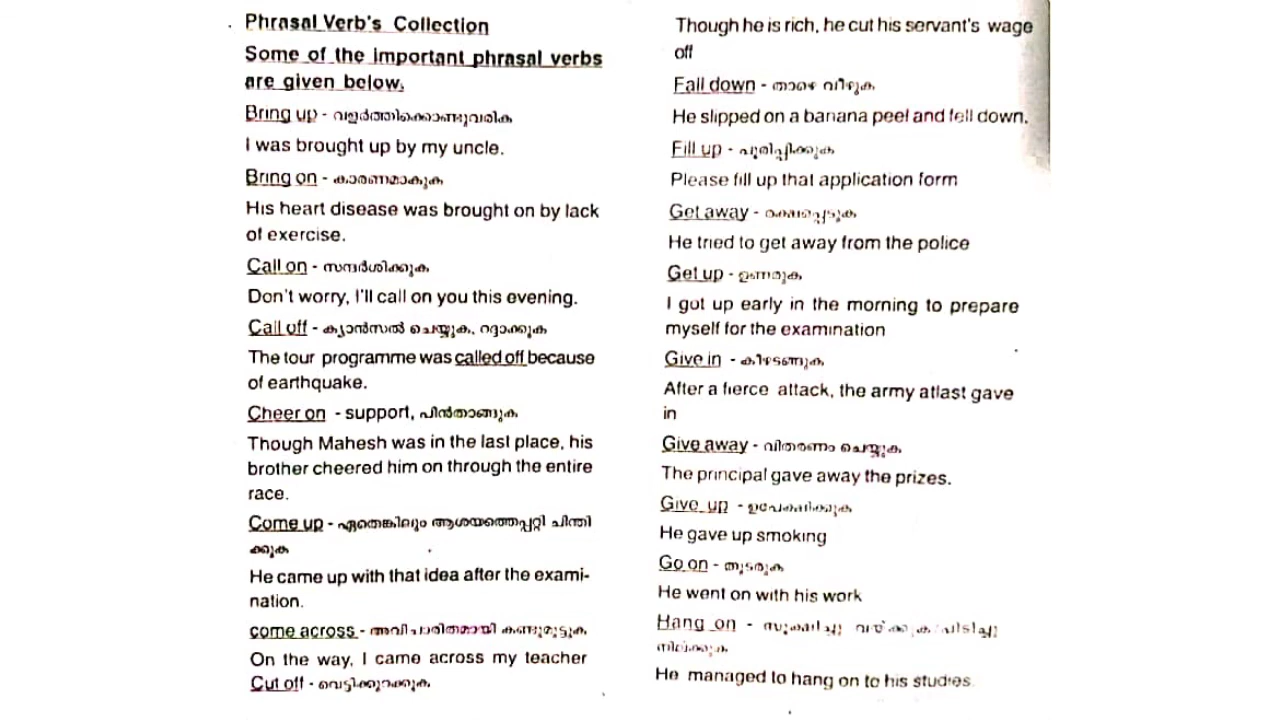 Phrasal Verb's Collection
Some of the important phrasal verbs
are given below.
Bring up - വളർത്തിക്കൊണ്ടുവരിക
I was brought up by my uncle.
Bring on - കാരണമാകുക
His heart disease was brought on by lack
of exercise.
Call on - സന്ദർശിക്കുക
Don't worry, I'll call on you this evening.
Call off - ക്യാൻസൽ ചെയ്യുക, റദ്ദാക്കുക
The tour programme was called off because
of earthquake.
Cheer on - support, പിൻതാങ്ങുക
Though Mahesh was in the last place, his
brother cheered him on through the entire
race.
Come up - ഏതെങ്കിലും ആശയത്തെപ്പറ്റി ചിന്തി
ക്കുക
He came up with that idea after the exami-
nation.
come across - അവിചാരിതമായി കണ്ടുമുട്ടുക
On the way, I came across my teacher
Cut off - വെട്ടിക്കുറക്കുക
Though he is rich, he cut his servant's wage
off
Fall down - താഴെ വീഴുക
He slipped on a banana peel and fell down.
Fill up - പൂരിപ്പിക്കുക
Please fill up that application form
Get away - രക്ഷപ്പെടുക
He tried to get away from the police
Get up - ഉണരുക
I got up early in the morning to prepare
myself for the examination
Give in - കീഴടങ്ങുക
After a fierce attack, the army atlast gave
in
Give away - വിതരണം ചെയ്യുക
The principal gave away the prizes.
Give up - ഉപേക്ഷിക്കുക
He gave up smoking
Go on - തുടരുക
He went on with his work
Hang on - സൂക്ഷിച്ചു വയ്ക്കുക/പിടിച്ചു
നില്ക്കുക
He managed to hang on to his studies.